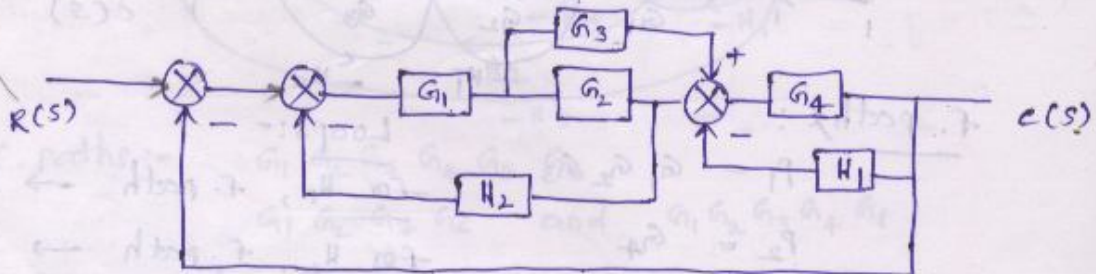 G3
+
R(S)
G1
G2
G4
C(S)
-
-
-
H1
H2